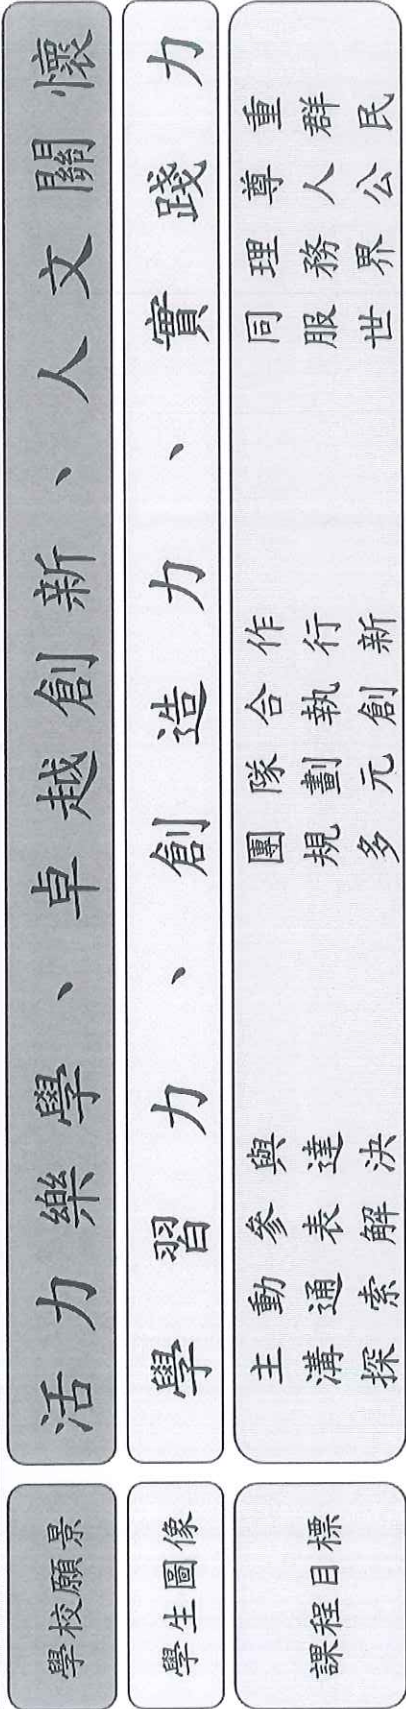 學校願景
活力樂學、卓越創新、人文關懷
學生圖像
學習力、創造力、實踐力
課程目標
主動參與 團隊合作 同理尊重
溝通表達 規劃執行 服務人群
探索解決 多元創新 世界公民